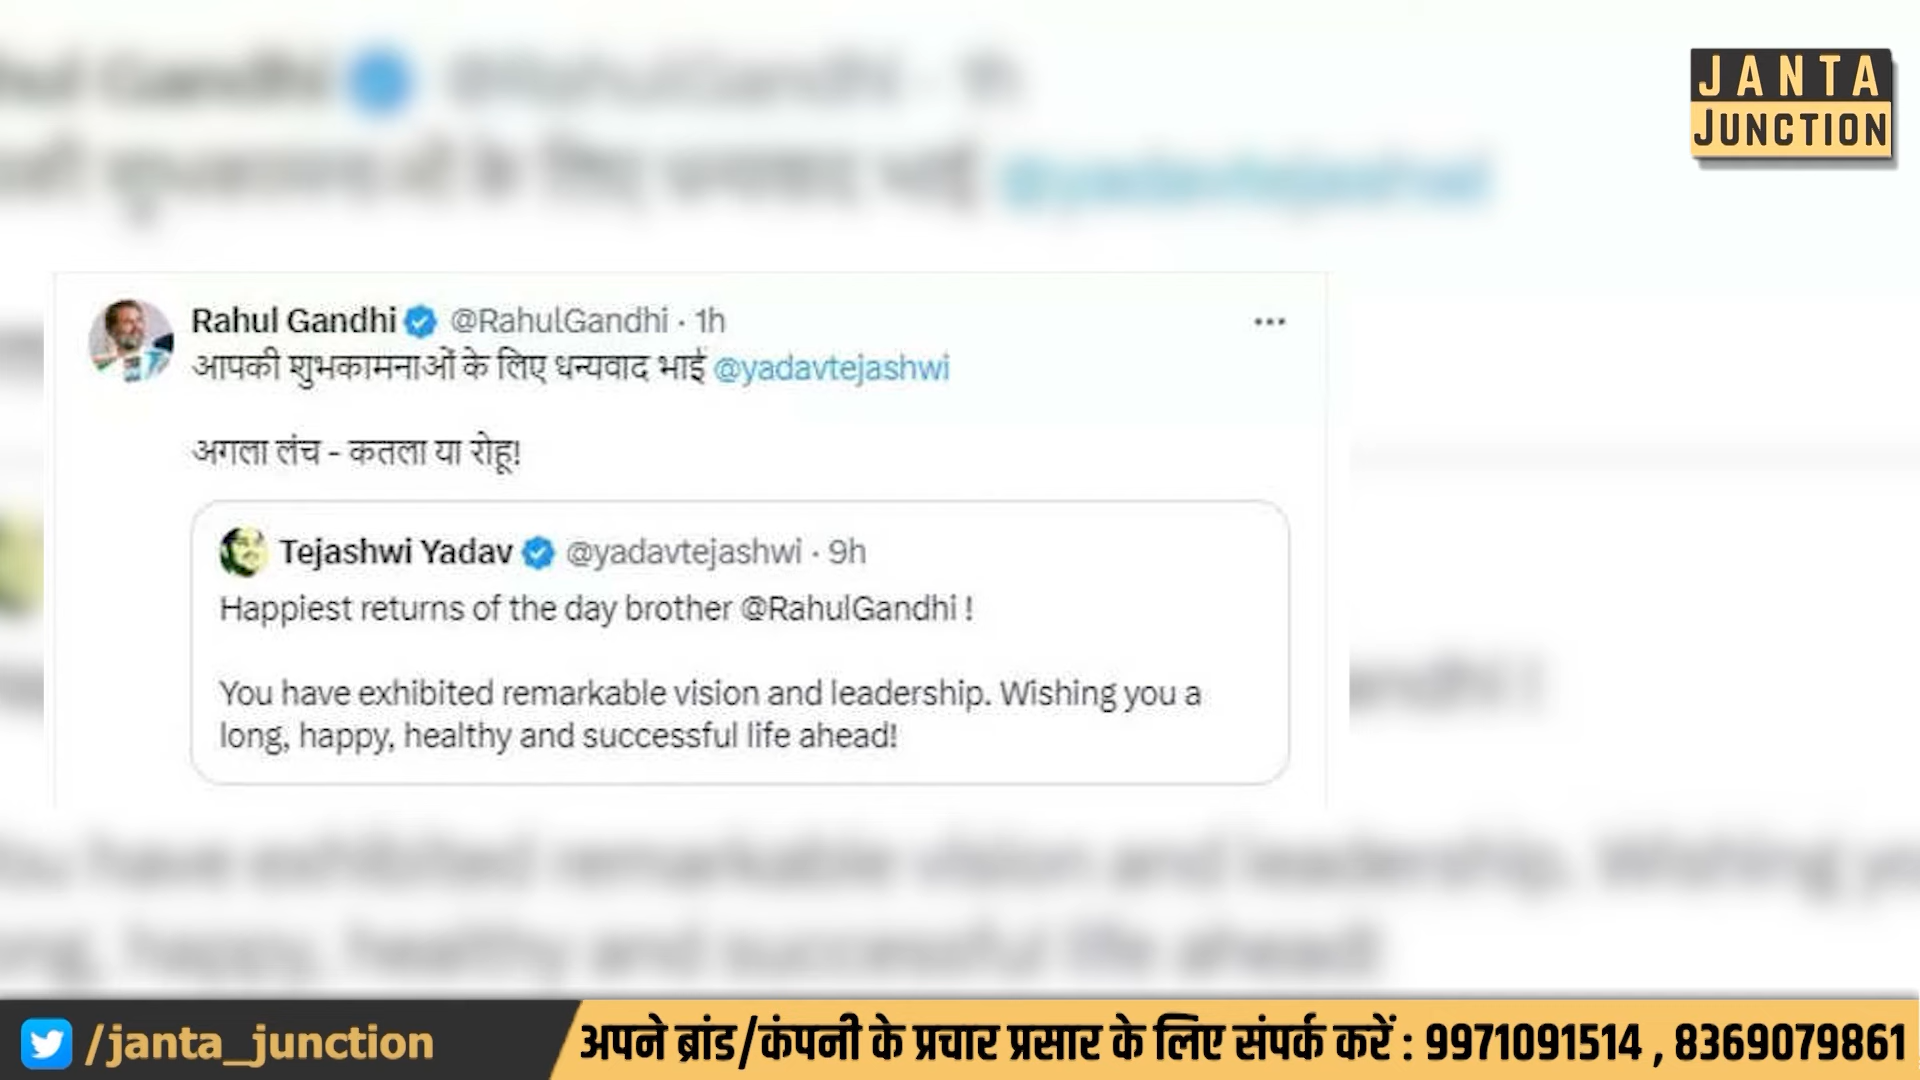 JANTA
JUNCTION
Rahul Gandhi @RahulGandhi · 1h
आपकी शुभकामनाओं के लिए धन्यवाद भाई @yadavtejashwi
अगला लंच - कतला या रोहू!
Tejashwi Yadav @yadavtejashwi · 9h
Happiest returns of the day brother @RahulGandhi !
You have exhibited remarkable vision and leadership. Wishing you a
long, happy, healthy and successful life ahead!
/janta_junction
अपने ब्रांड/कंपनी के प्रचार प्रसार के लिए संपर्क करें : 9971091514 , 8369079861